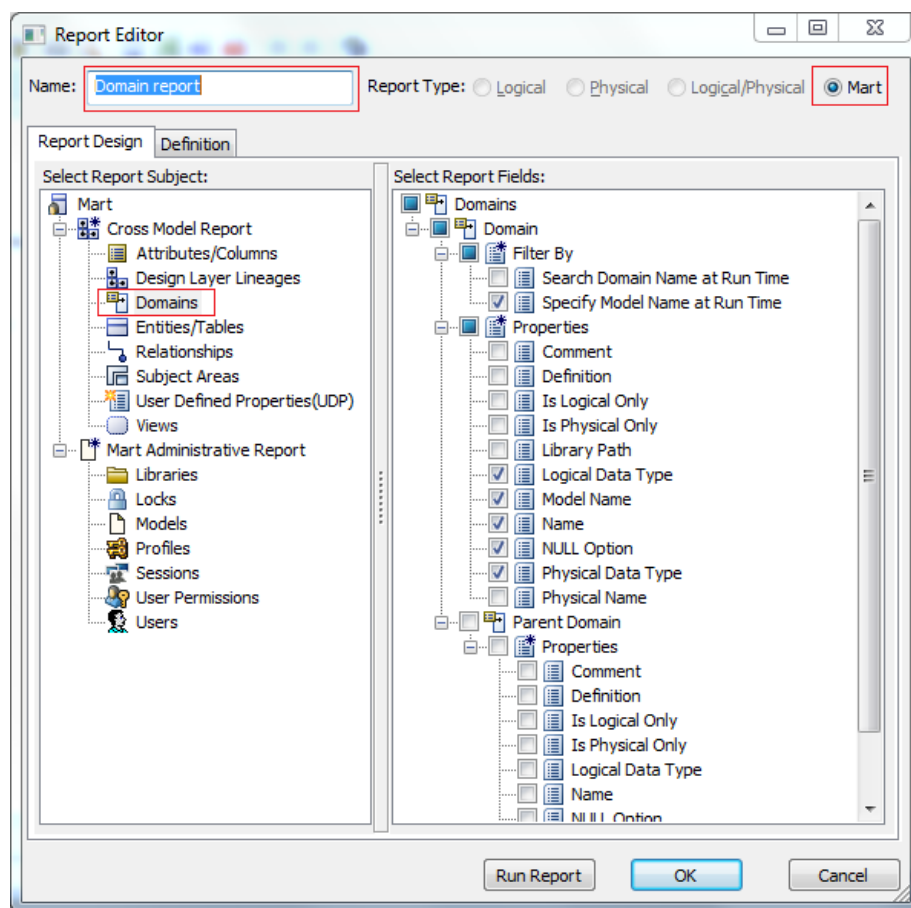 Report Editor
Name: Domain report Report Type: Logical Physical Logical/Physical Mart
Report Design Definition
Select Report Subject:
Mart
Cross Model Report
Attributes/Columns
Design Layer Lineages
Domains
Entities/Tables
Relationships
Subject Areas
User Defined Properties(UDP)
Views
Mart Administrative Report
Libraries
Locks
Models
Profiles
Sessions
User Permissions
Users
Select Report Fields:
Domains
Domain
Filter By
Search Domain Name at Run Time
Specify Model Name at Run Time
Properties
Comment
Definition
Is Logical Only
Is Physical Only
Library Path
Logical Data Type
Model Name
Name
NULL Option
Physical Data Type
Physical Name
Parent Domain
Properties
Comment
Definition
Is Logical Only
Is Physical Only
Logical Data Type
Name
NULL Option
Run Report OK Cancel